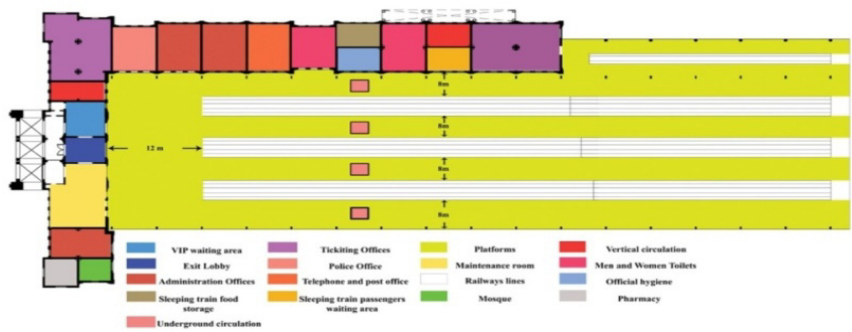 8m
8m
12 m
8m
8m
VIP waiting area
Tickiting Offices
Platforms
Vertical circulation
Exit Lobby
Police Office
Maintenance room
Men and Women Toilets
Administration Offices
Telephone and post office
Railways lines
Official hygiene
Sleeping train food
storage
Sleeping train passengers
waiting area
Mosque
Pharmacy
Underground circulation